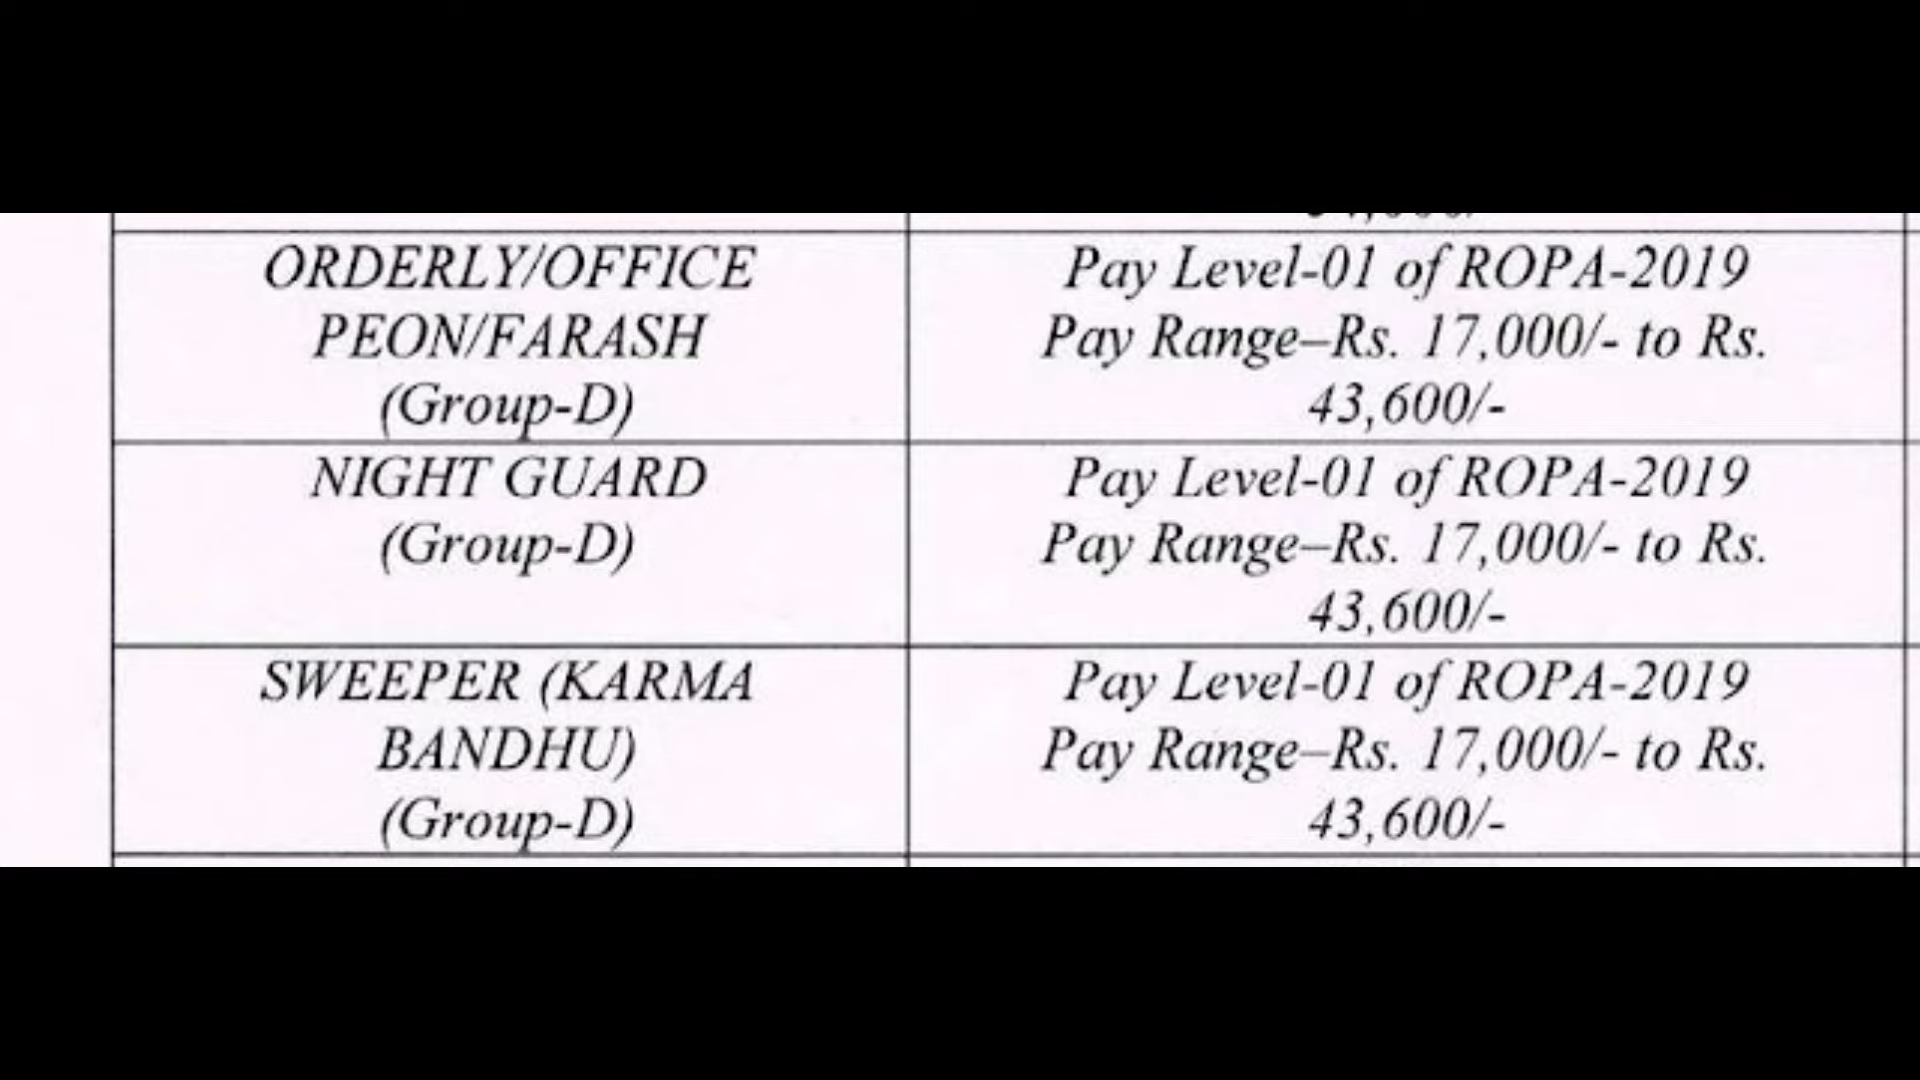 ORDERLY/OFFICE
PEON/FARASH
(Group-D)
Pay Level-01 of ROPA-2019
Pay Range–Rs. 17,000/- to Rs.
43,600/-
NIGHT GUARD
(Group-D)
Pay Level-01 of ROPA-2019
Pay Range–Rs. 17,000/- to Rs.
43,600/-
SWEEPER (KARMA
BANDHU)
(Group-D)
Pay Level-01 of ROPA-2019
Pay Range–Rs. 17,000/- to Rs.
43,600/-